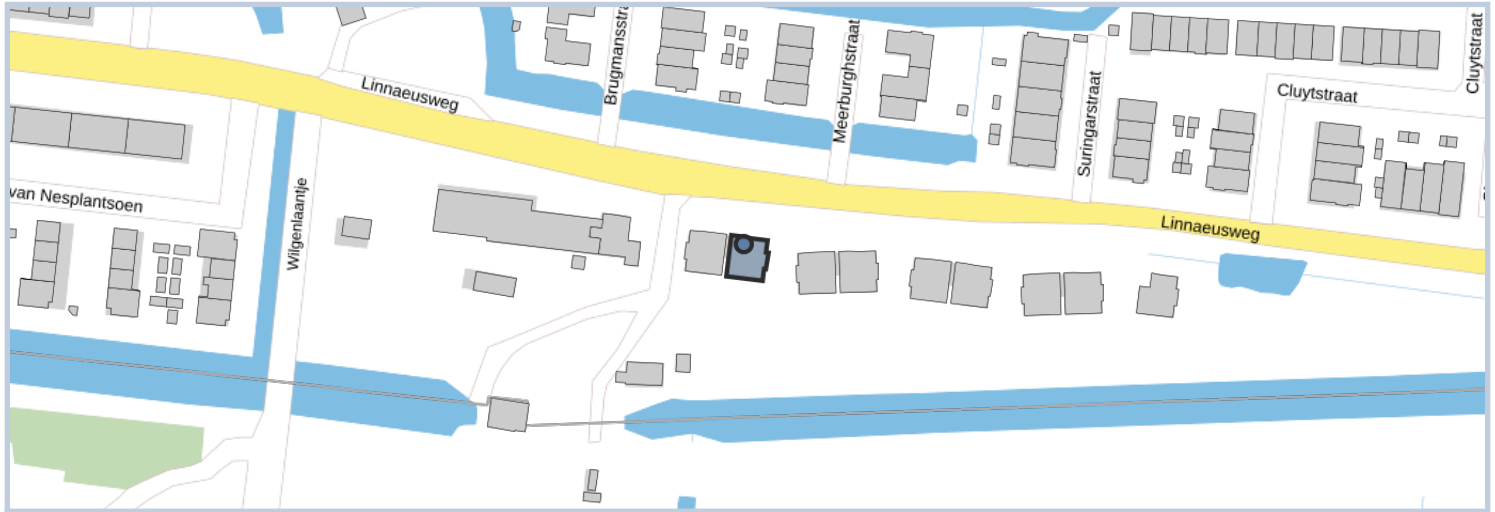 Linnaeusweg
Brugmansstra
Meerburghstraat
Suringarstraat
Cluytstraat
Cluytstraat
van Nesplantsoen
Wilgenlaantje
Linnaeusweg